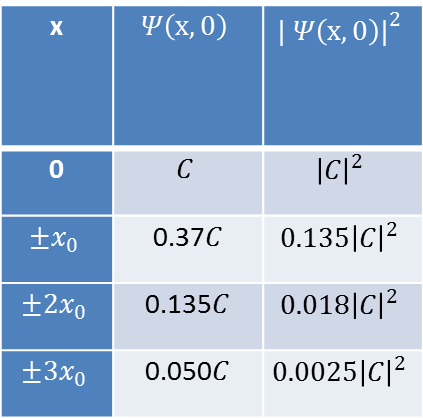 x Ψ(x, 0) | Ψ(x, 0)|²
0 C |C|²
±x₀ 0.37C 0.135|C|²
±2x₀ 0.135C 0.018|C|²
±3x₀ 0.050C 0.0025|C|²